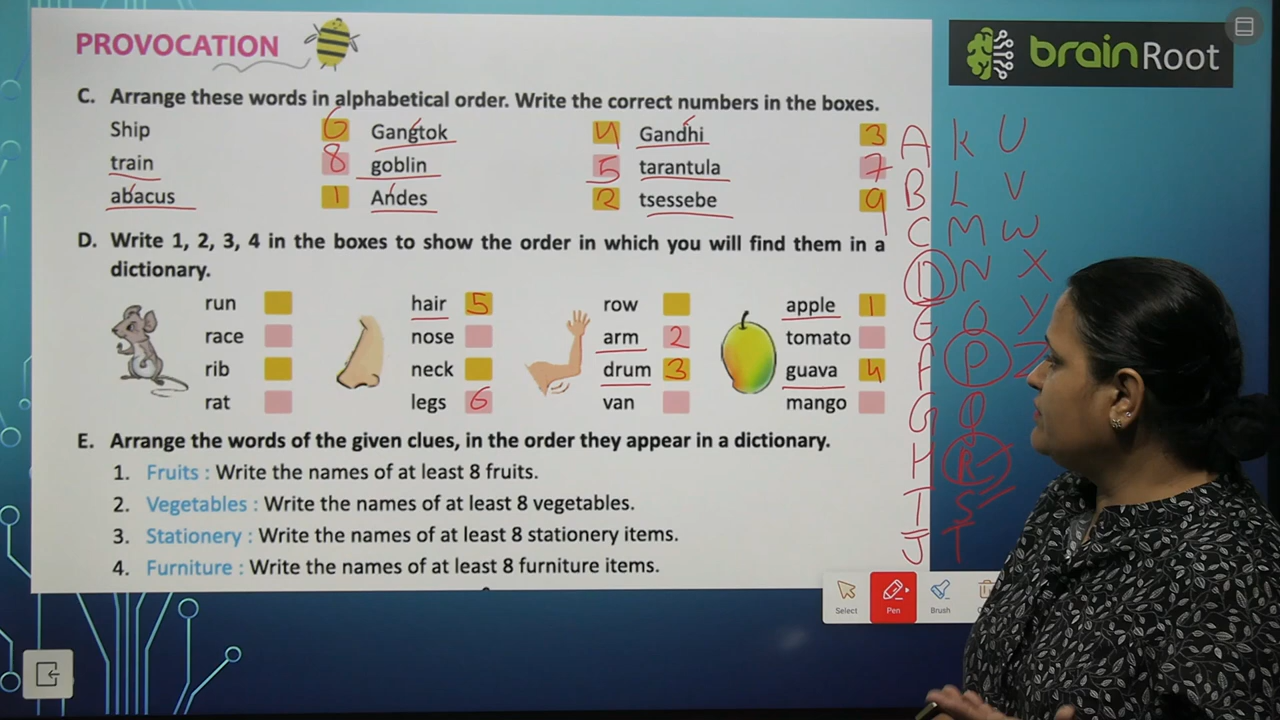 PROVOCATION
brainRoot
C. Arrange these words in alphabetical order. Write the correct numbers in the boxes.
Ship 6 Gangtok 4 Gandhi 3
train 8 goblin 5 tarantula 7
abacus 1 Andes 2 tsessebe 9
D. Write 1, 2, 3, 4 in the boxes to show the order in which you will find them in a
dictionary.
run hair 5 row apple 1
race nose arm 2 tomato
rib neck drum 3 guava 4
rat legs 6 van mango
E. Arrange the words of the given clues, in the order they appear in a dictionary.
1. Fruits : Write the names of at least 8 fruits.
2. Vegetables : Write the names of at least 8 vegetables.
3. Stationery : Write the names of at least 8 stationery items.
4. Furniture : Write the names of at least 8 furniture items.
A K U
B L V
C M W
D N X
E O Y
F P Z
G Q
H R
I S
J T
Select Pen Brush